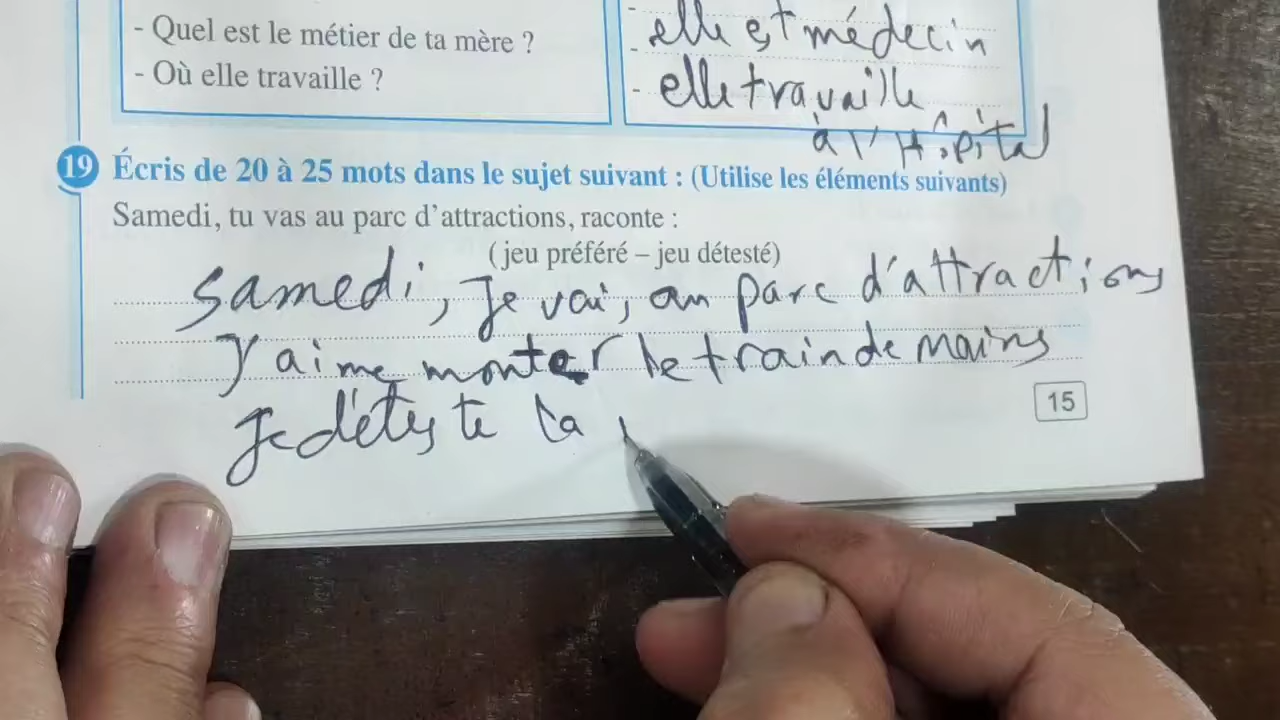 - Quel est le métier de ta mère ?
- Où elle travaille ?
- elle est médecin
- elle travaille
à l'Hôpital
19 Écris de 20 à 25 mots dans le sujet suivant : (Utilise les éléments suivants)
Samedi, tu vas au parc d'attractions, raconte :
( jeu préféré – jeu détesté)
samedi, je vais au parc d'attractions
J'aime monter le train de mains
Je déteste la
15